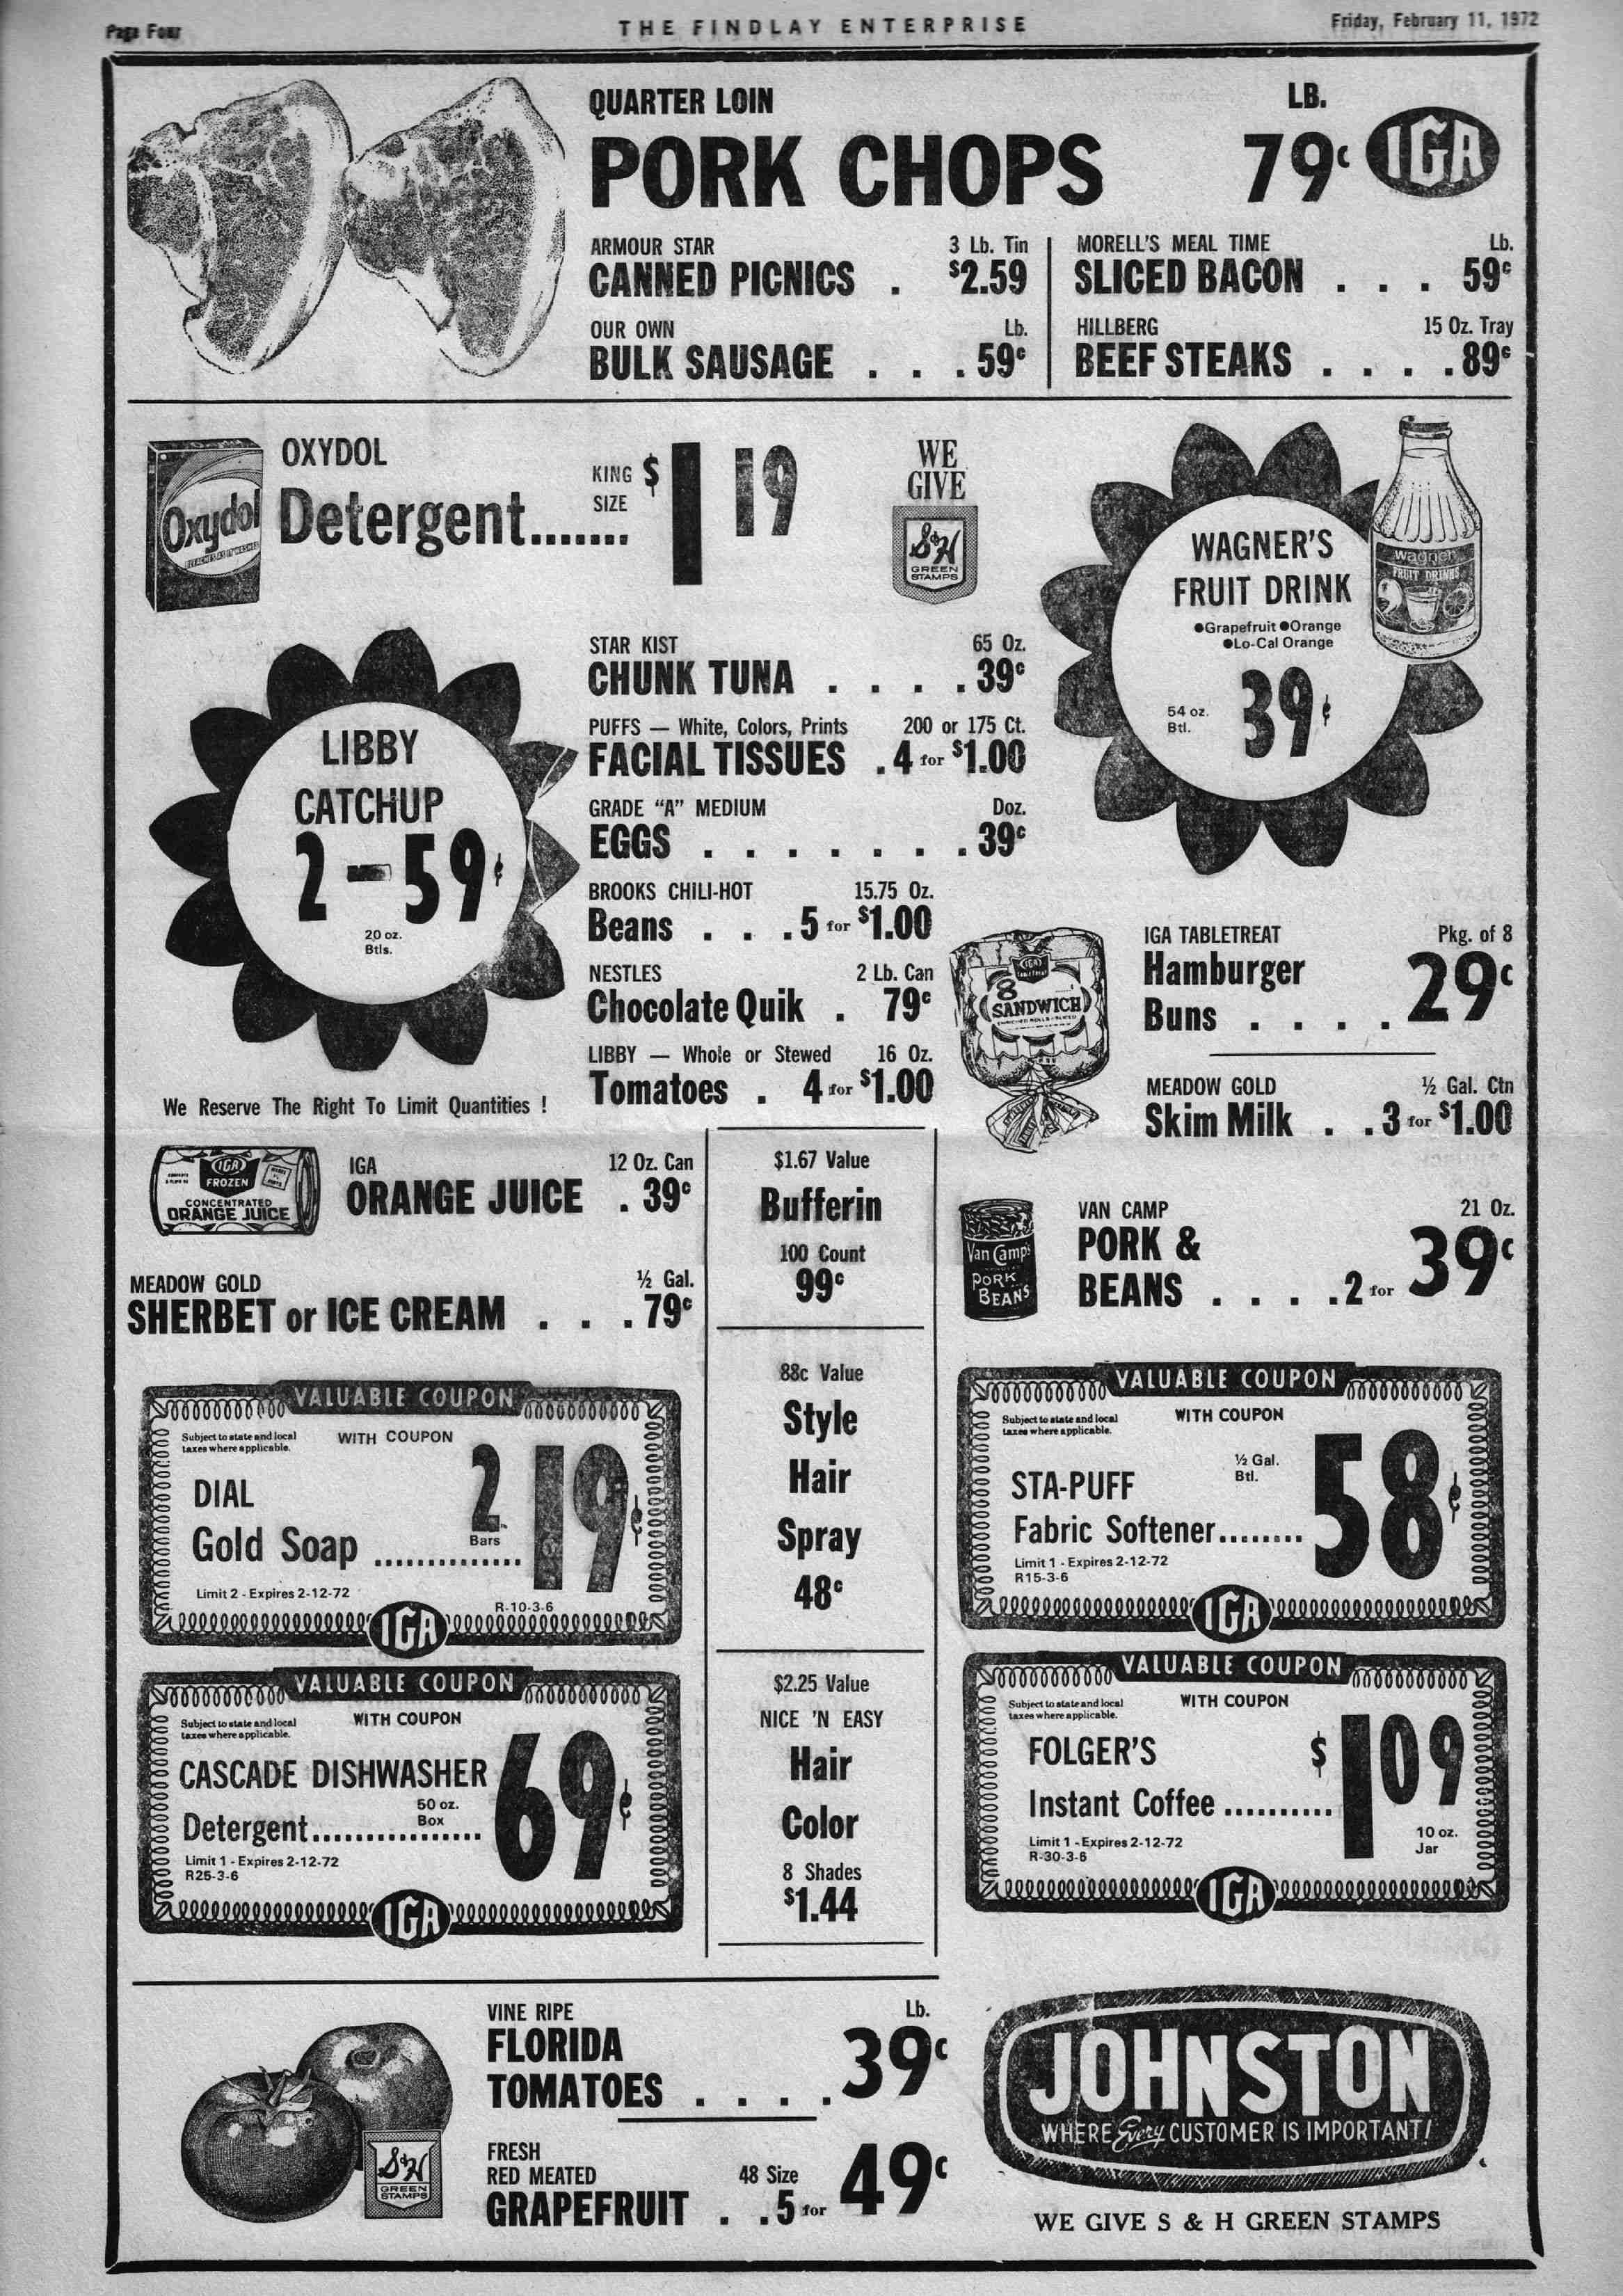 Page Four
THE FINDLAY ENTERPRISE
Friday, February 11, 1972
QUARTER LOIN
PORK CHOPS
LB.
79¢
IGA
ARMOUR STAR 3 Lb. Tin
CANNED PICNICS . $2.59
OUR OWN Lb.
BULK SAUSAGE . . . 59¢
MORELL'S MEAL TIME Lb.
SLICED BACON . . . 59¢
HILLBERG 15 Oz. Tray
BEEF STEAKS . . . . 89¢
Oxydol
BLEACHES AS IT WASHES
OXYDOL
Detergent.......
KING
SIZE
$1 19
WE
GIVE
S&H
GREEN
STAMPS
WAGNER'S
FRUIT DRINK
●Grapefruit ●Orange
●Lo-Cal Orange
54 oz.
Btl.
39¢
wagner
FRUIT DRINKS
LIBBY
CATCHUP
2-59¢
20 oz.
Btls.
We Reserve The Right To Limit Quantities !
STAR KIST 65 Oz.
CHUNK TUNA . . . . 39¢
PUFFS — White, Colors, Prints 200 or 175 Ct.
FACIAL TISSUES . 4 for $1.00
GRADE "A" MEDIUM Doz.
EGGS . . . . . . . 39¢
BROOKS CHILI-HOT 15.75 Oz.
Beans . . . 5 for $1.00
NESTLES 2 Lb. Can
Chocolate Quik . 79¢
LIBBY — Whole or Stewed 16 Oz.
Tomatoes . 4 for $1.00
IGA
8
SANDWICH
IGA TABLETREAT Pkg. of 8
Hamburger
Buns . . . . 29¢
MEADOW GOLD ½ Gal. Ctn
Skim Milk . . 3 for $1.00
IGA
FROZEN
CONCENTRATED
ORANGE JUICE
IGA 12 Oz. Can
ORANGE JUICE . 39¢
MEADOW GOLD ½ Gal.
SHERBET or ICE CREAM . . . 79¢
$1.67 Value
Bufferin
100 Count
99¢
88c Value
Style
Hair
Spray
48¢
$2.25 Value
NICE 'N EASY
Hair
Color
8 Shades
$1.44
Van Camp's
PORK
BEANS
VAN CAMP 21 Oz.
PORK &
BEANS . . . . 2 for 39¢
VALUABLE COUPON
Subject to state and local
taxes where applicable.
WITH COUPON
DIAL
Gold Soap ..............
2
Bars
19¢
Limit 2 - Expires 2-12-72
R-10-3-6
IGA
VALUABLE COUPON
Subject to state and local
taxes where applicable.
WITH COUPON
STA-PUFF
½ Gal.
Btl.
Fabric Softener........
58¢
Limit 1 - Expires 2-12-72
R15-3-6
IGA
VALUABLE COUPON
Subject to state and local
taxes where applicable.
WITH COUPON
CASCADE DISHWASHER
50 oz.
Box
Detergent.................
69¢
Limit 1 - Expires 2-12-72
R25-3-6
IGA
VALUABLE COUPON
Subject to state and local
taxes where applicable.
WITH COUPON
FOLGER'S
Instant Coffee ..........
$1 09
10 oz.
Jar
Limit 1 - Expires 2-12-72
R-30-3-6
IGA
VINE RIPE Lb.
FLORIDA
TOMATOES . . . . 39¢
S&H
GREEN
STAMPS
FRESH
RED MEATED 48 Size
GRAPEFRUIT . . 5 for 49¢
JOHNSTON
WHERE Every CUSTOMER IS IMPORTANT!
WE GIVE S & H GREEN STAMPS